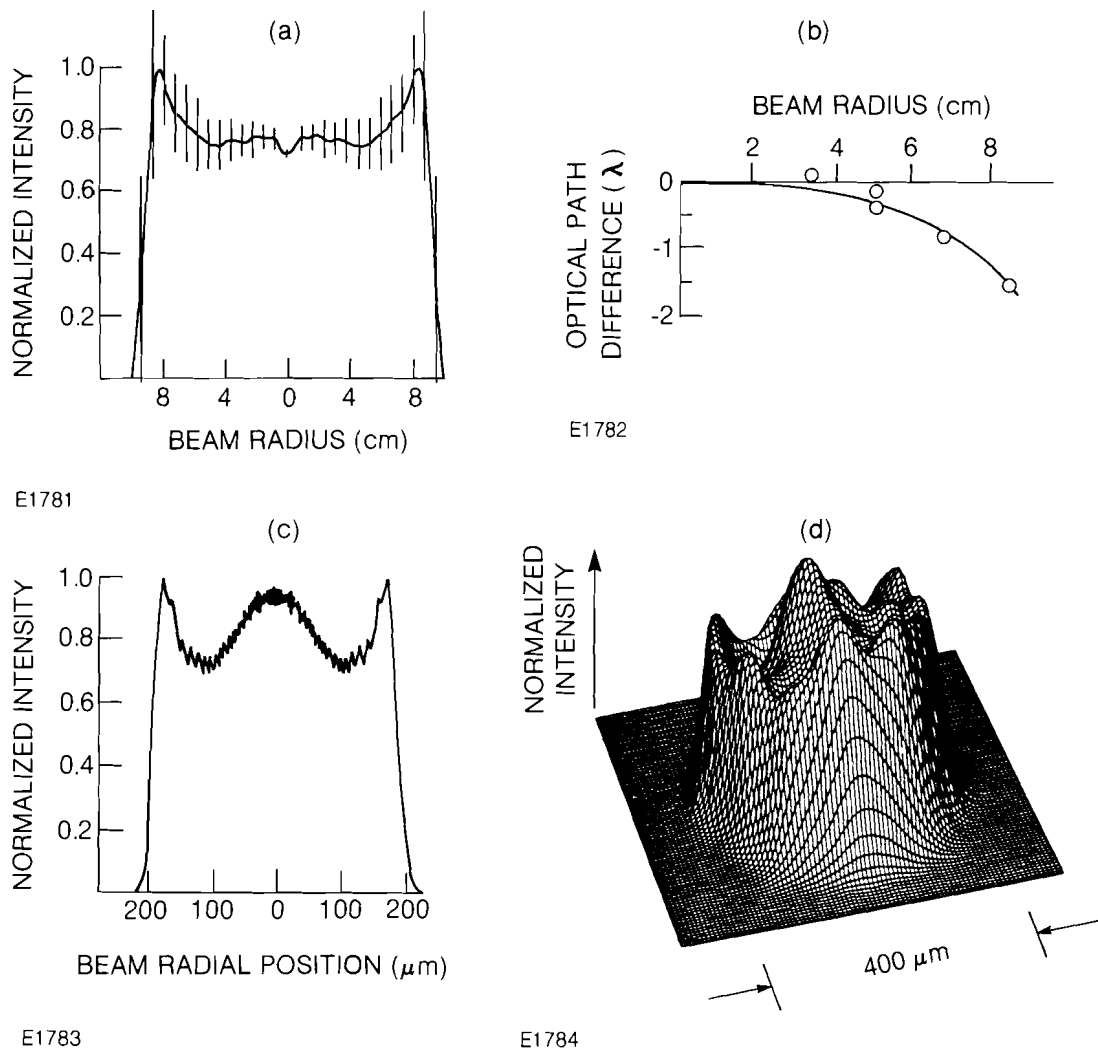 (a)
NORMALIZED INTENSITY
1.0
0.8
0.6
0.4
0.2
8 4 0 4 8
BEAM RADIUS (cm)
E1781
(b)
BEAM RADIUS (cm)
2 4 6 8
OPTICAL PATH
DIFFERENCE (λ)
0
-1
-2
E1782
(c)
NORMALIZED INTENSITY
1.0
0.8
0.6
0.4
0.2
200 100 0 100 200
BEAM RADIAL POSITION (μm)
E1783
(d)
NORMALIZED
INTENSITY
400 μm
E1784